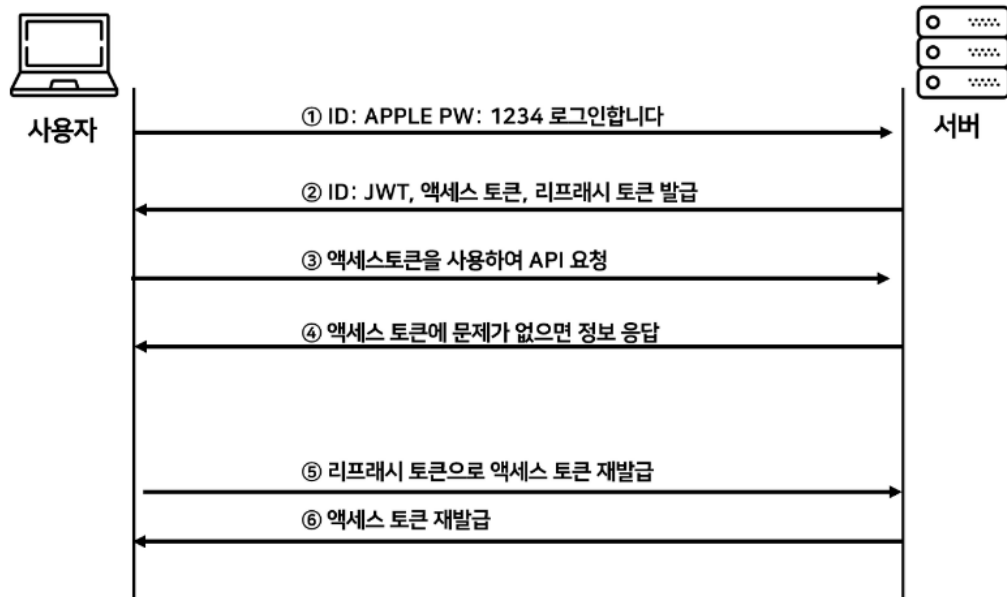 사용자
서버
① ID: APPLE PW: 1234 로그인합니다
② ID: JWT, 액세스 토큰, 리프래시 토큰 발급
③ 액세스토큰을 사용하여 API 요청
④ 액세스 토큰에 문제가 없으면 정보 응답
⑤ 리프래시 토큰으로 액세스 토큰 재발급
⑥ 액세스 토큰 재발급